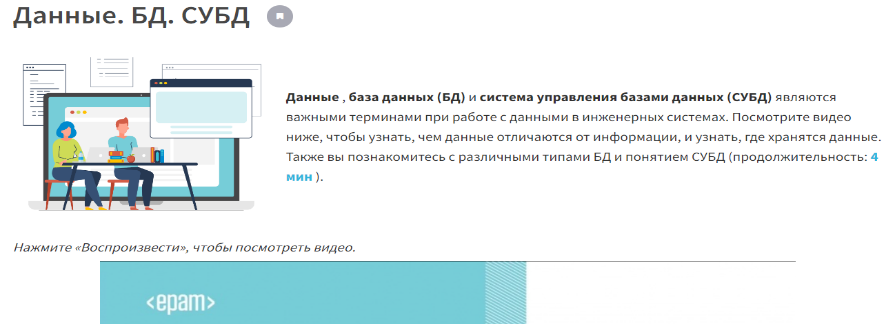 Данные. БД. СУБД
Данные , база данных (БД) и система управления базами данных (СУБД) являются
важными терминами при работе с данными в инженерных системах. Посмотрите видео
ниже, чтобы узнать, чем данные отличаются от информации, и узнать, где хранятся данные.
Также вы познакомитесь с различными типами БД и понятием СУБД (продолжительность: 4
мин ).
Нажмите «Воспроизвести», чтобы посмотреть видео.
<epam>